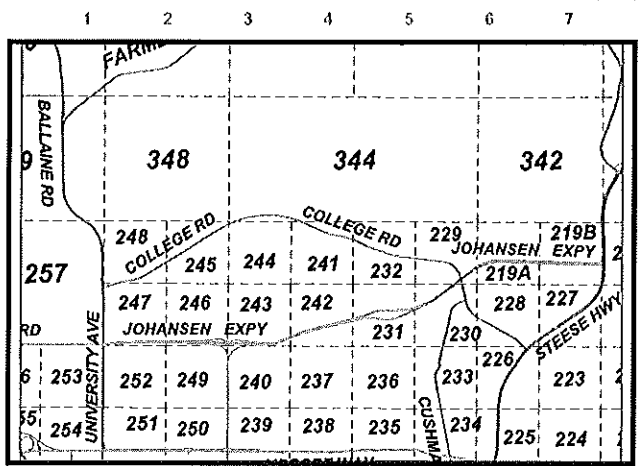 1 2 3 4 5 6 7
FARM
BALLAINE RD
9 348 344 342
COLLEGE RD
COLLEGE RD
248 229 219B
JOHANSEN EXPY
257 245 244 241 232 219A
247 246 243 242 228 227
RD JOHANSEN EXPY 231 230
STEESE HWY
UNIVERSITY AVE
226
6 253 252 249 240 237 236 233 223
CUSHMA
55 254 251 250 239 238 235 234 225 224